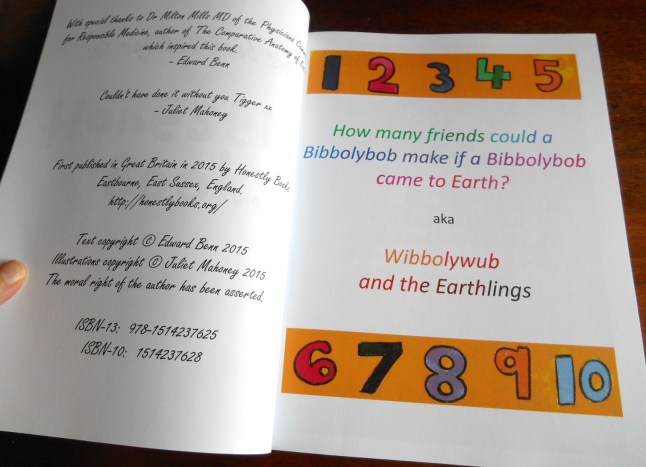 With special thanks to Dr Milton Mills MD of the Physicians
for Responsible Medicine, author of The Comparative Anatomy of
which inspired this book.
– Edward Benn
Couldn't have done it without you Tigger xx
– Juliet Mahoney
First published in Great Britain in 2015 by Honestly Books,
Eastbourne, East Sussex, England.
http://honestlybooks.org/
Text copyright © Edward Benn 2015
Illustrations copyright © Juliet Mahoney 2015
The moral right of the author has been asserted.
ISBN-13: 978-1514237625
ISBN-10: 1514237628
1 2 3 4 5
How many friends could a
Bibbolybob make if a Bibbolybob
came to Earth?
aka
Wibbolywub
and the Earthlings
6 7 8 9 10